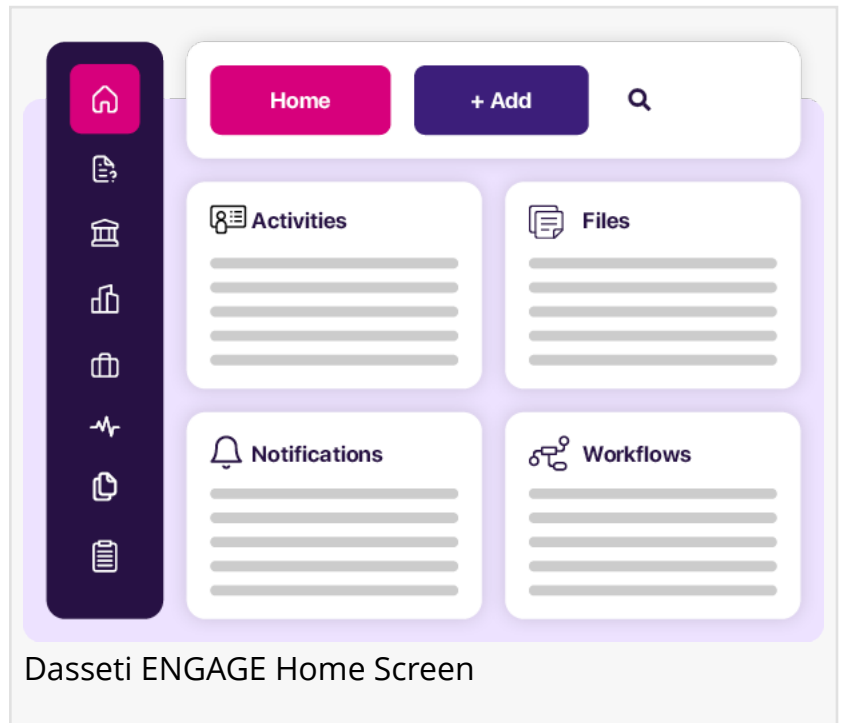 Home
+ Add
Activities
Files
Notifications
Workflows
Dasseti ENGAGE Home Screen